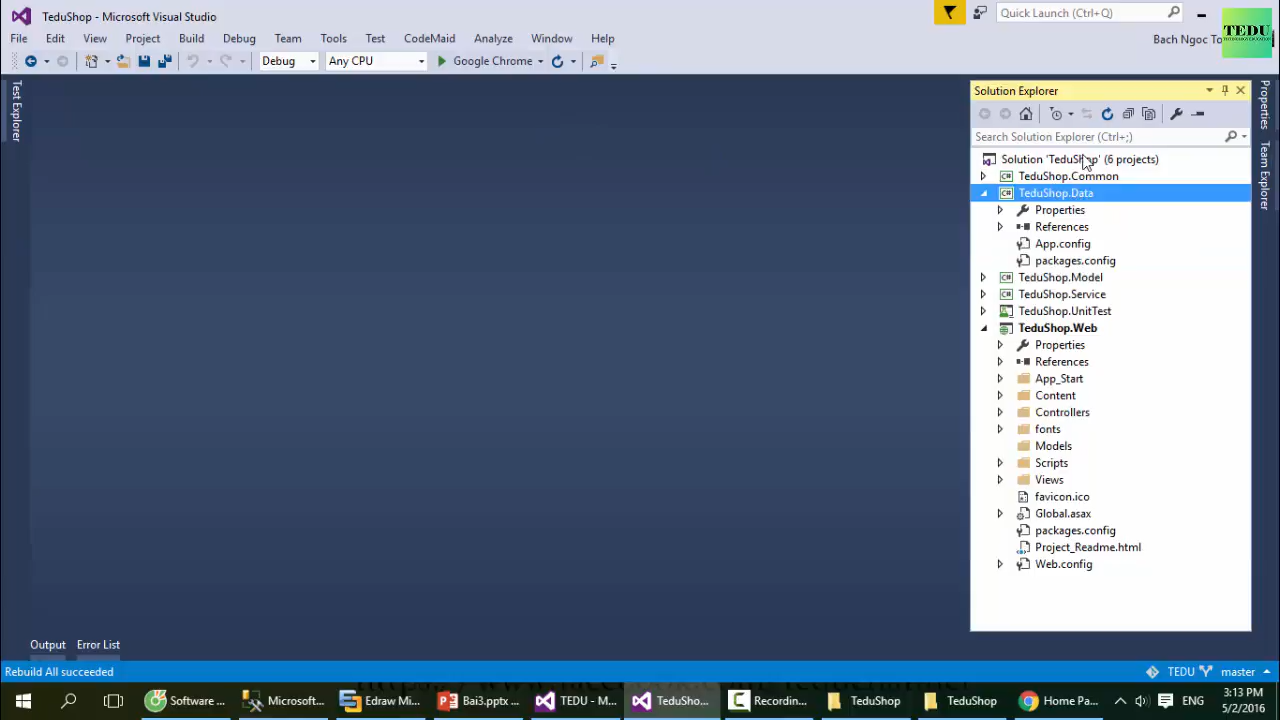 TeduShop - Microsoft Visual Studio
Quick Launch (Ctrl+Q)
TEDU
File Edit View Project Build Debug Team Tools Test CodeMaid Analyze Window Help
Bach Ngoc To
Debug Any CPU Google Chrome
Test Explorer
Solution Explorer
Search Solution Explorer (Ctrl+;)
Solution 'TeduShop' (6 projects)
TeduShop.Common
TeduShop.Data
Properties
References
App.config
packages.config
TeduShop.Model
TeduShop.Service
TeduShop.UnitTest
TeduShop.Web
Properties
References
App_Start
Content
Controllers
fonts
Models
Scripts
Views
favicon.ico
Global.asax
packages.config
Project_Readme.html
Web.config
Properties
Team Explorer
Output Error List
Rebuild All succeeded
TEDU master
Software ...
Microsoft...
Edraw Mi...
Bai3.pptx ...
TEDU - M...
TeduSho...
Recordin...
TeduShop
TeduShop
Home Pa...
ENG
3:13 PM
5/2/2016